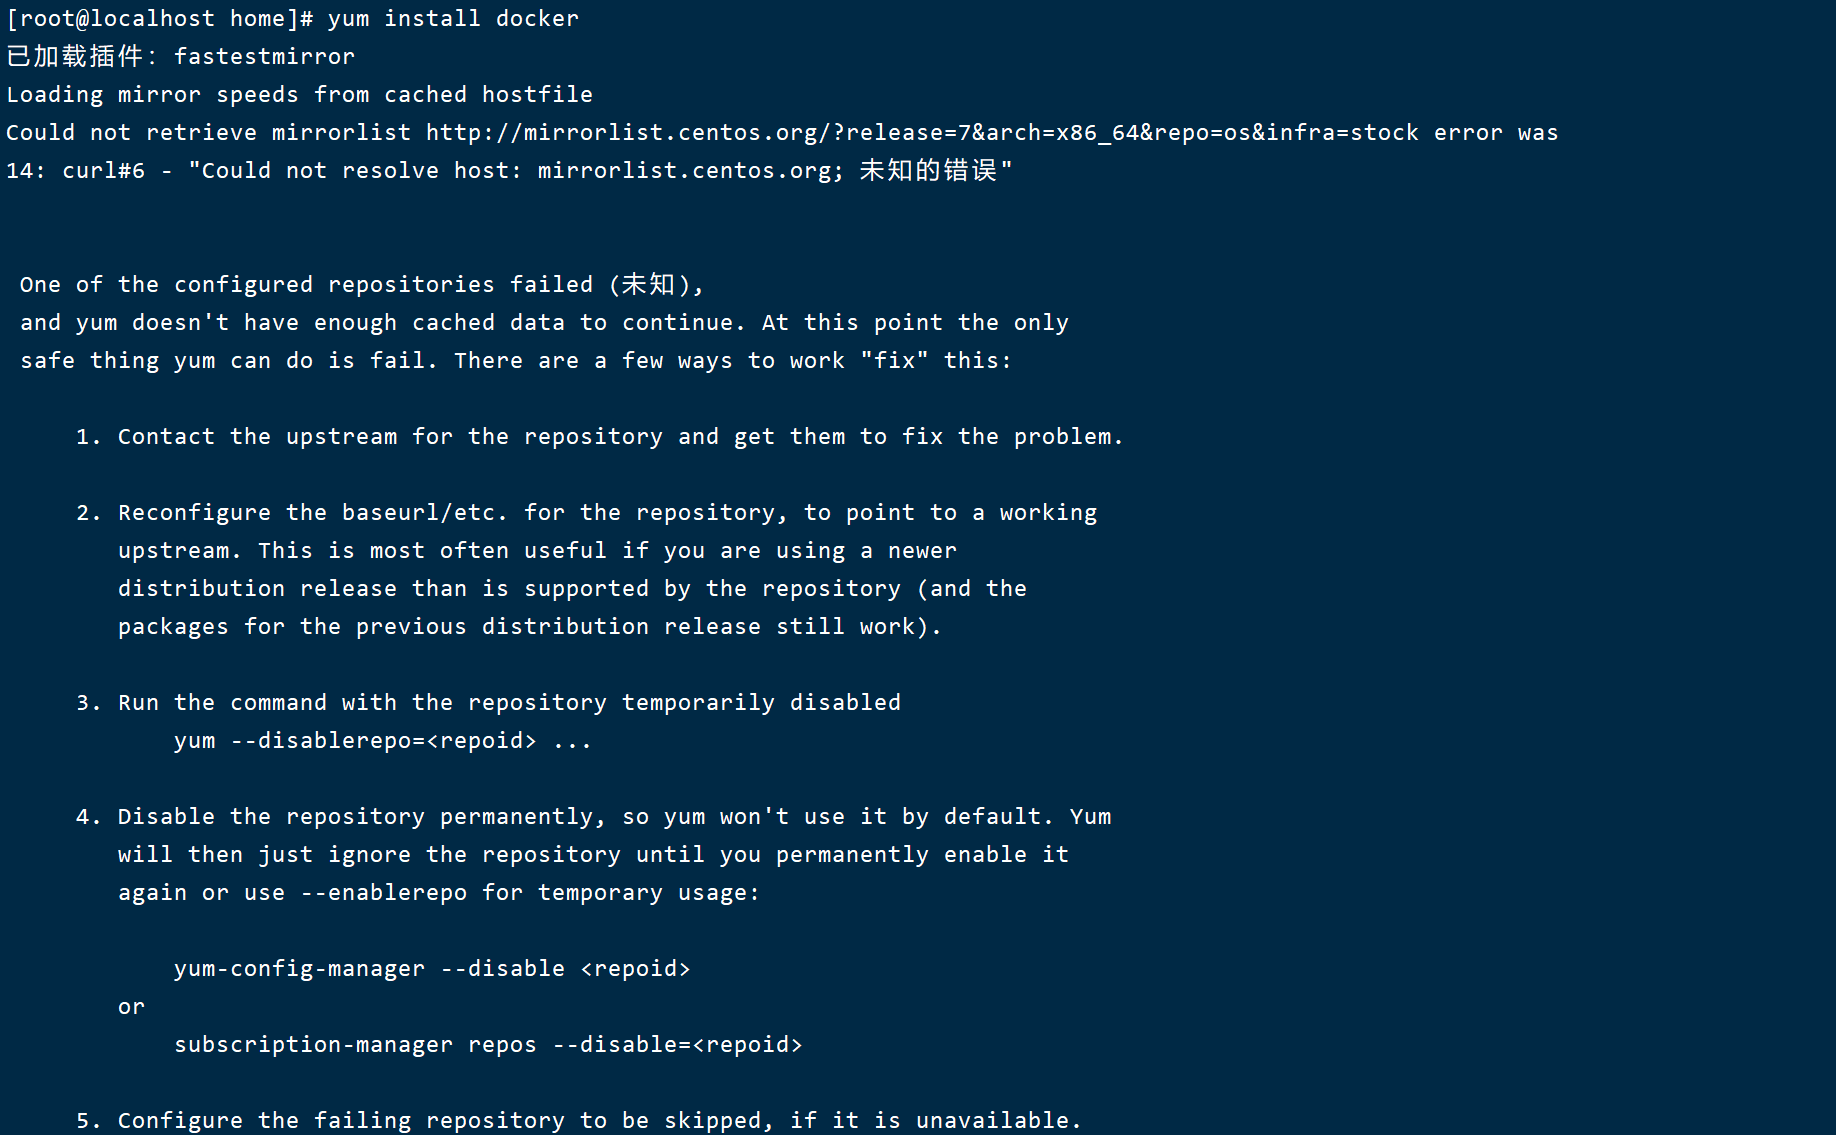 [root@localhost home]# yum install docker
已加载插件：fastestmirror
Loading mirror speeds from cached hostfile
Could not retrieve mirrorlist http://mirrorlist.centos.org/?release=7&arch=x86_64&repo=os&infra=stock error was
14: curl#6 - "Could not resolve host: mirrorlist.centos.org; 未知的错误"
One of the configured repositories failed (未知),
and yum doesn't have enough cached data to continue. At this point the only
safe thing yum can do is fail. There are a few ways to work "fix" this:
1. Contact the upstream for the repository and get them to fix the problem.
2. Reconfigure the baseurl/etc. for the repository, to point to a working
upstream. This is most often useful if you are using a newer
distribution release than is supported by the repository (and the
packages for the previous distribution release still work).
3. Run the command with the repository temporarily disabled
yum --disablerepo=<repoid> ...
4. Disable the repository permanently, so yum won't use it by default. Yum
will then just ignore the repository until you permanently enable it
again or use --enablerepo for temporary usage:
yum-config-manager --disable <repoid>
or
subscription-manager repos --disable=<repoid>
5. Configure the failing repository to be skipped, if it is unavailable.